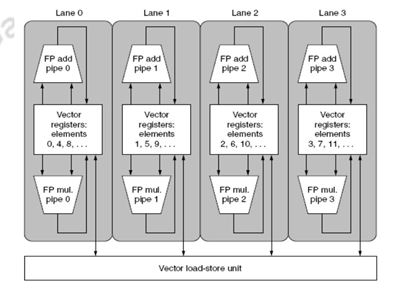 Lane 0
Lane 1
Lane 2
Lane 3
FP add
pipe 0
FP add
pipe 1
FP add
pipe 2
FP add
pipe 3
Vector
registers:
elements
0, 4, 8, . . .
Vector
registers:
elements
1, 5, 9, . . .
Vector
registers:
elements
2, 6, 10, . . .
Vector
registers:
elements
3, 7, 11, . . .
FP mul.
pipe 0
FP mul.
pipe 1
FP mul.
pipe 2
FP mul.
pipe 3
Vector load-store unit